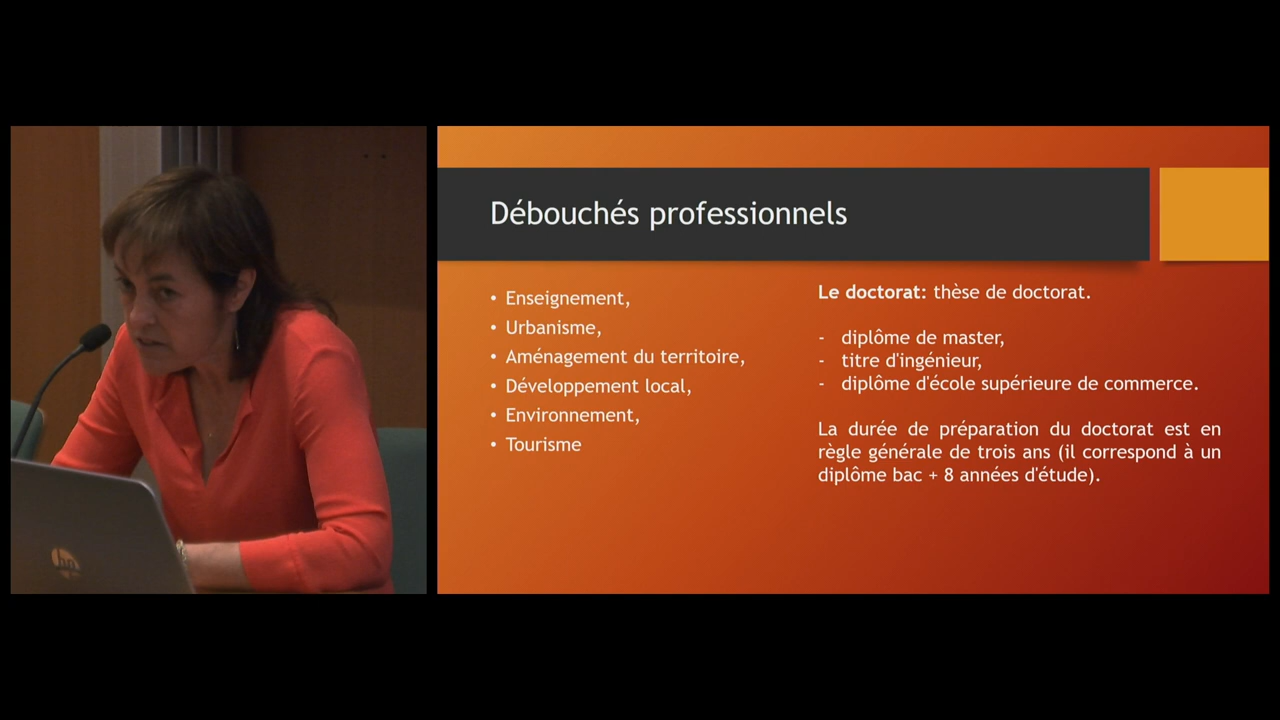 Débouchés professionnels
• Enseignement,
• Urbanisme,
• Aménagement du territoire,
• Développement local,
• Environnement,
• Tourisme
Le doctorat: thèse de doctorat.
- diplôme de master,
- titre d'ingénieur,
- diplôme d'école supérieure de commerce.
La durée de préparation du doctorat est en
règle générale de trois ans (il correspond à un
diplôme bac + 8 années d'étude).
hp